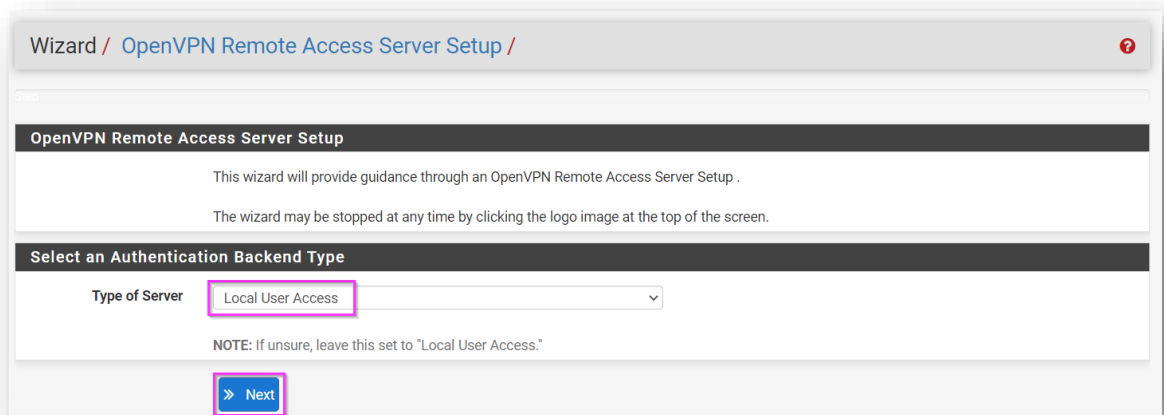 Wizard / OpenVPN Remote Access Server Setup /
Step
OpenVPN Remote Access Server Setup
This wizard will provide guidance through an OpenVPN Remote Access Server Setup .
The wizard may be stopped at any time by clicking the logo image at the top of the screen.
Select an Authentication Backend Type
Type of Server
Local User Access
NOTE: If unsure, leave this set to "Local User Access."
» Next